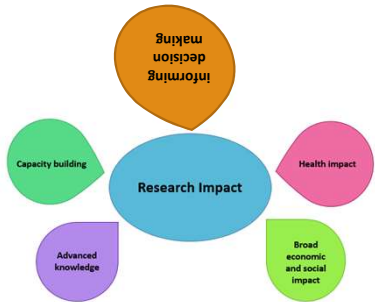 informing
decision
making
Capacity building
Research Impact
Health impact
Advanced
knowledge
Broad
economic
and social
impact